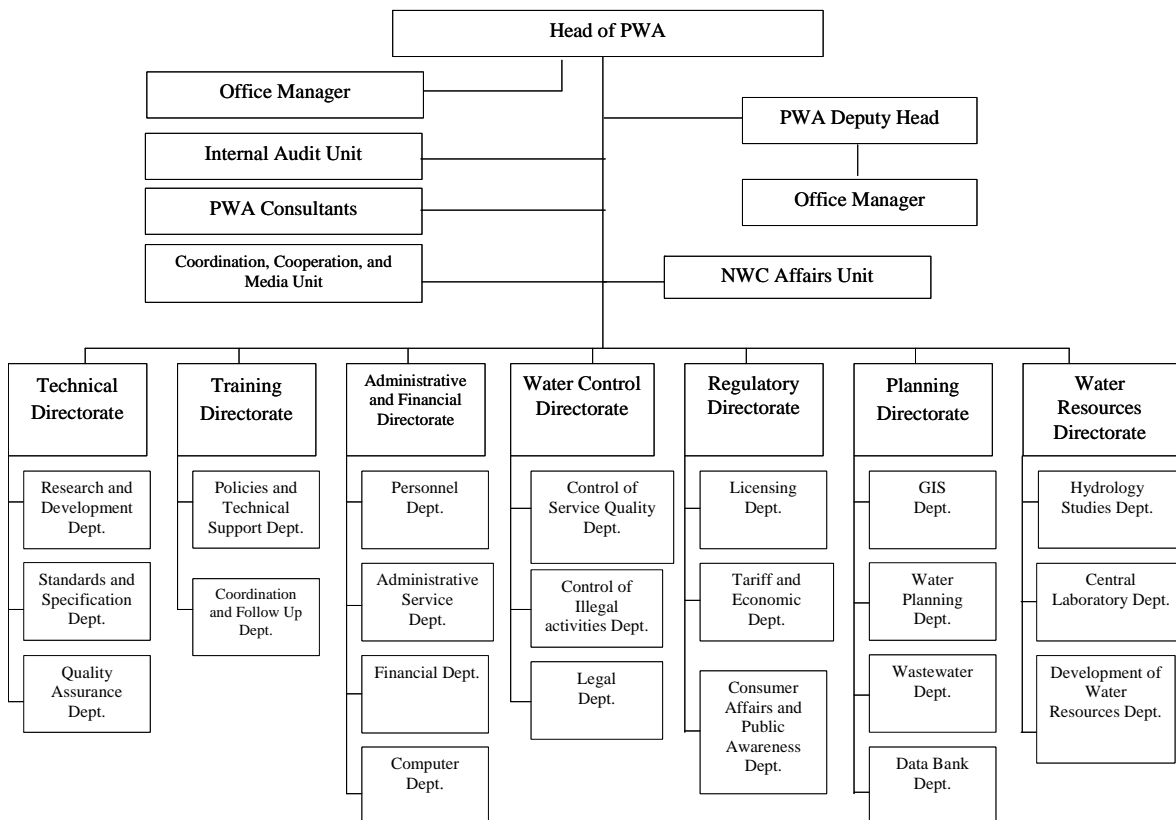 Head of PWA
Office Manager
PWA Deputy Head
Internal Audit Unit
Office Manager
PWA Consultants
Coordination, Cooperation, and
Media Unit
NWC Affairs Unit
Technical
Directorate
Training
Directorate
Administrative
and Financial
Directorate
Water Control
Directorate
Regulatory
Directorate
Planning
Directorate
Water
Resources
Directorate
Research and
Development
Dept.
Standards and
Specification
Dept.
Quality
Assurance
Dept.
Policies and
Technical
Support Dept.
Coordination
and Follow Up
Dept.
Personnel
Dept.
Administrative
Service
Dept.
Financial Dept.
Computer
Dept.
Control of
Service Quality
Dept.
Control of
Illegal
activities Dept.
Legal
Dept.
Licensing
Dept.
Tariff and
Economic
Dept.
Consumer
Affairs and
Public
Awareness
Dept.
GIS
Dept.
Water
Planning
Dept.
Wastewater
Dept.
Data Bank
Dept.
Hydrology
Studies Dept.
Central
Laboratory Dept.
Development of
Water
Resources Dept.